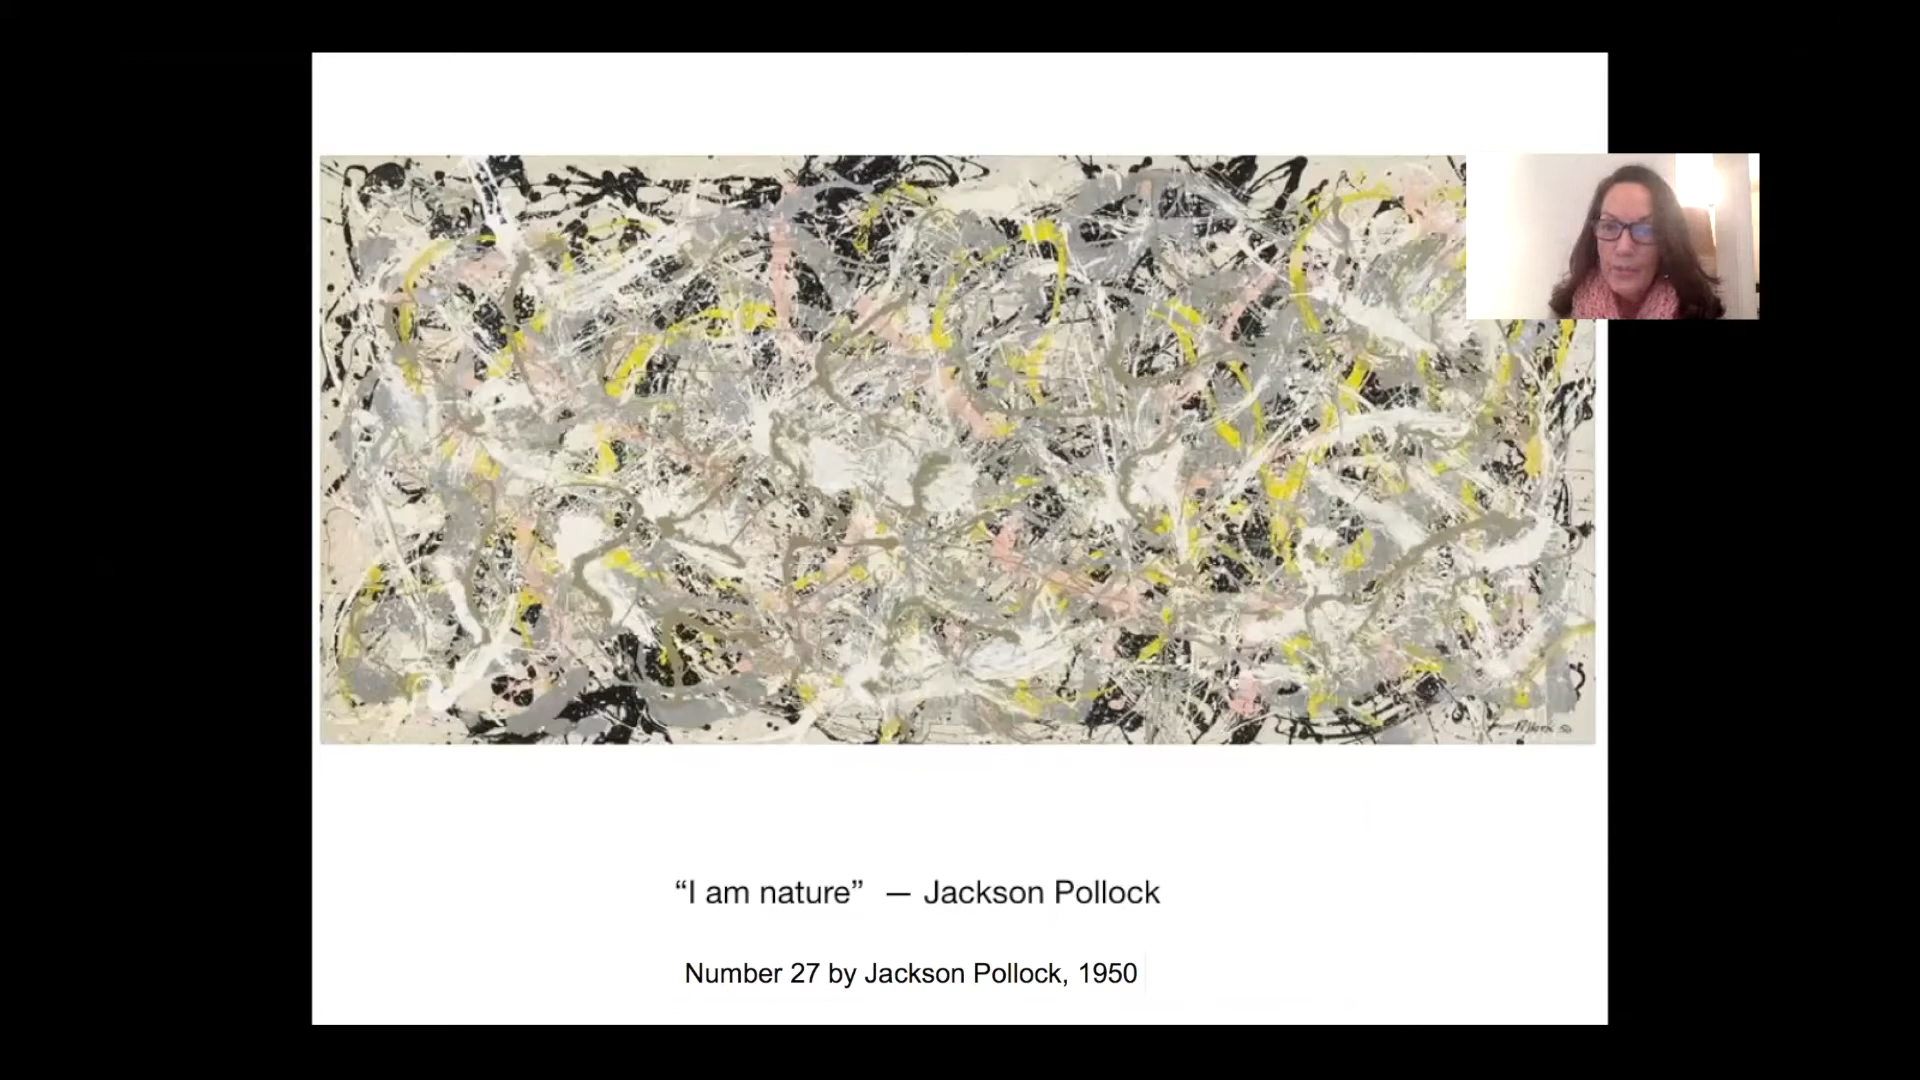 “I am nature” — Jackson Pollock
Number 27 by Jackson Pollock, 1950